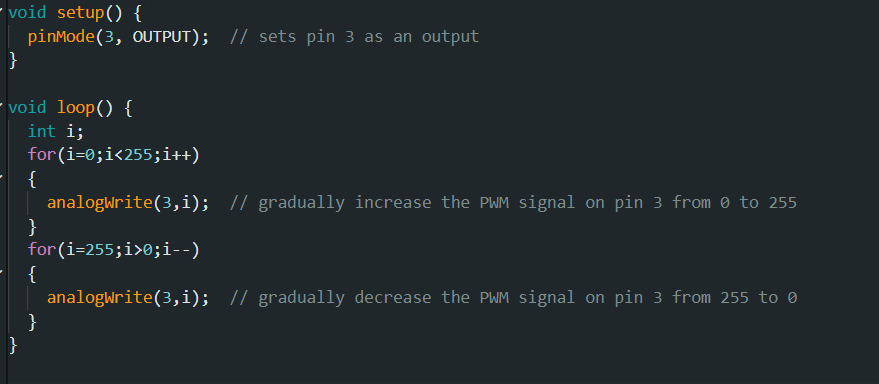 void setup() {
  pinMode(3, OUTPUT);  // sets pin 3 as an output
}

void loop() {
  int i;
  for(i=0;i<255;i++)
  {
    analogWrite(3,i);  // gradually increase the PWM signal on pin 3 from 0 to 255
  }
  for(i=255;i>0;i--)
  {
    analogWrite(3,i);  // gradually decrease the PWM signal on pin 3 from 255 to 0
  }
}